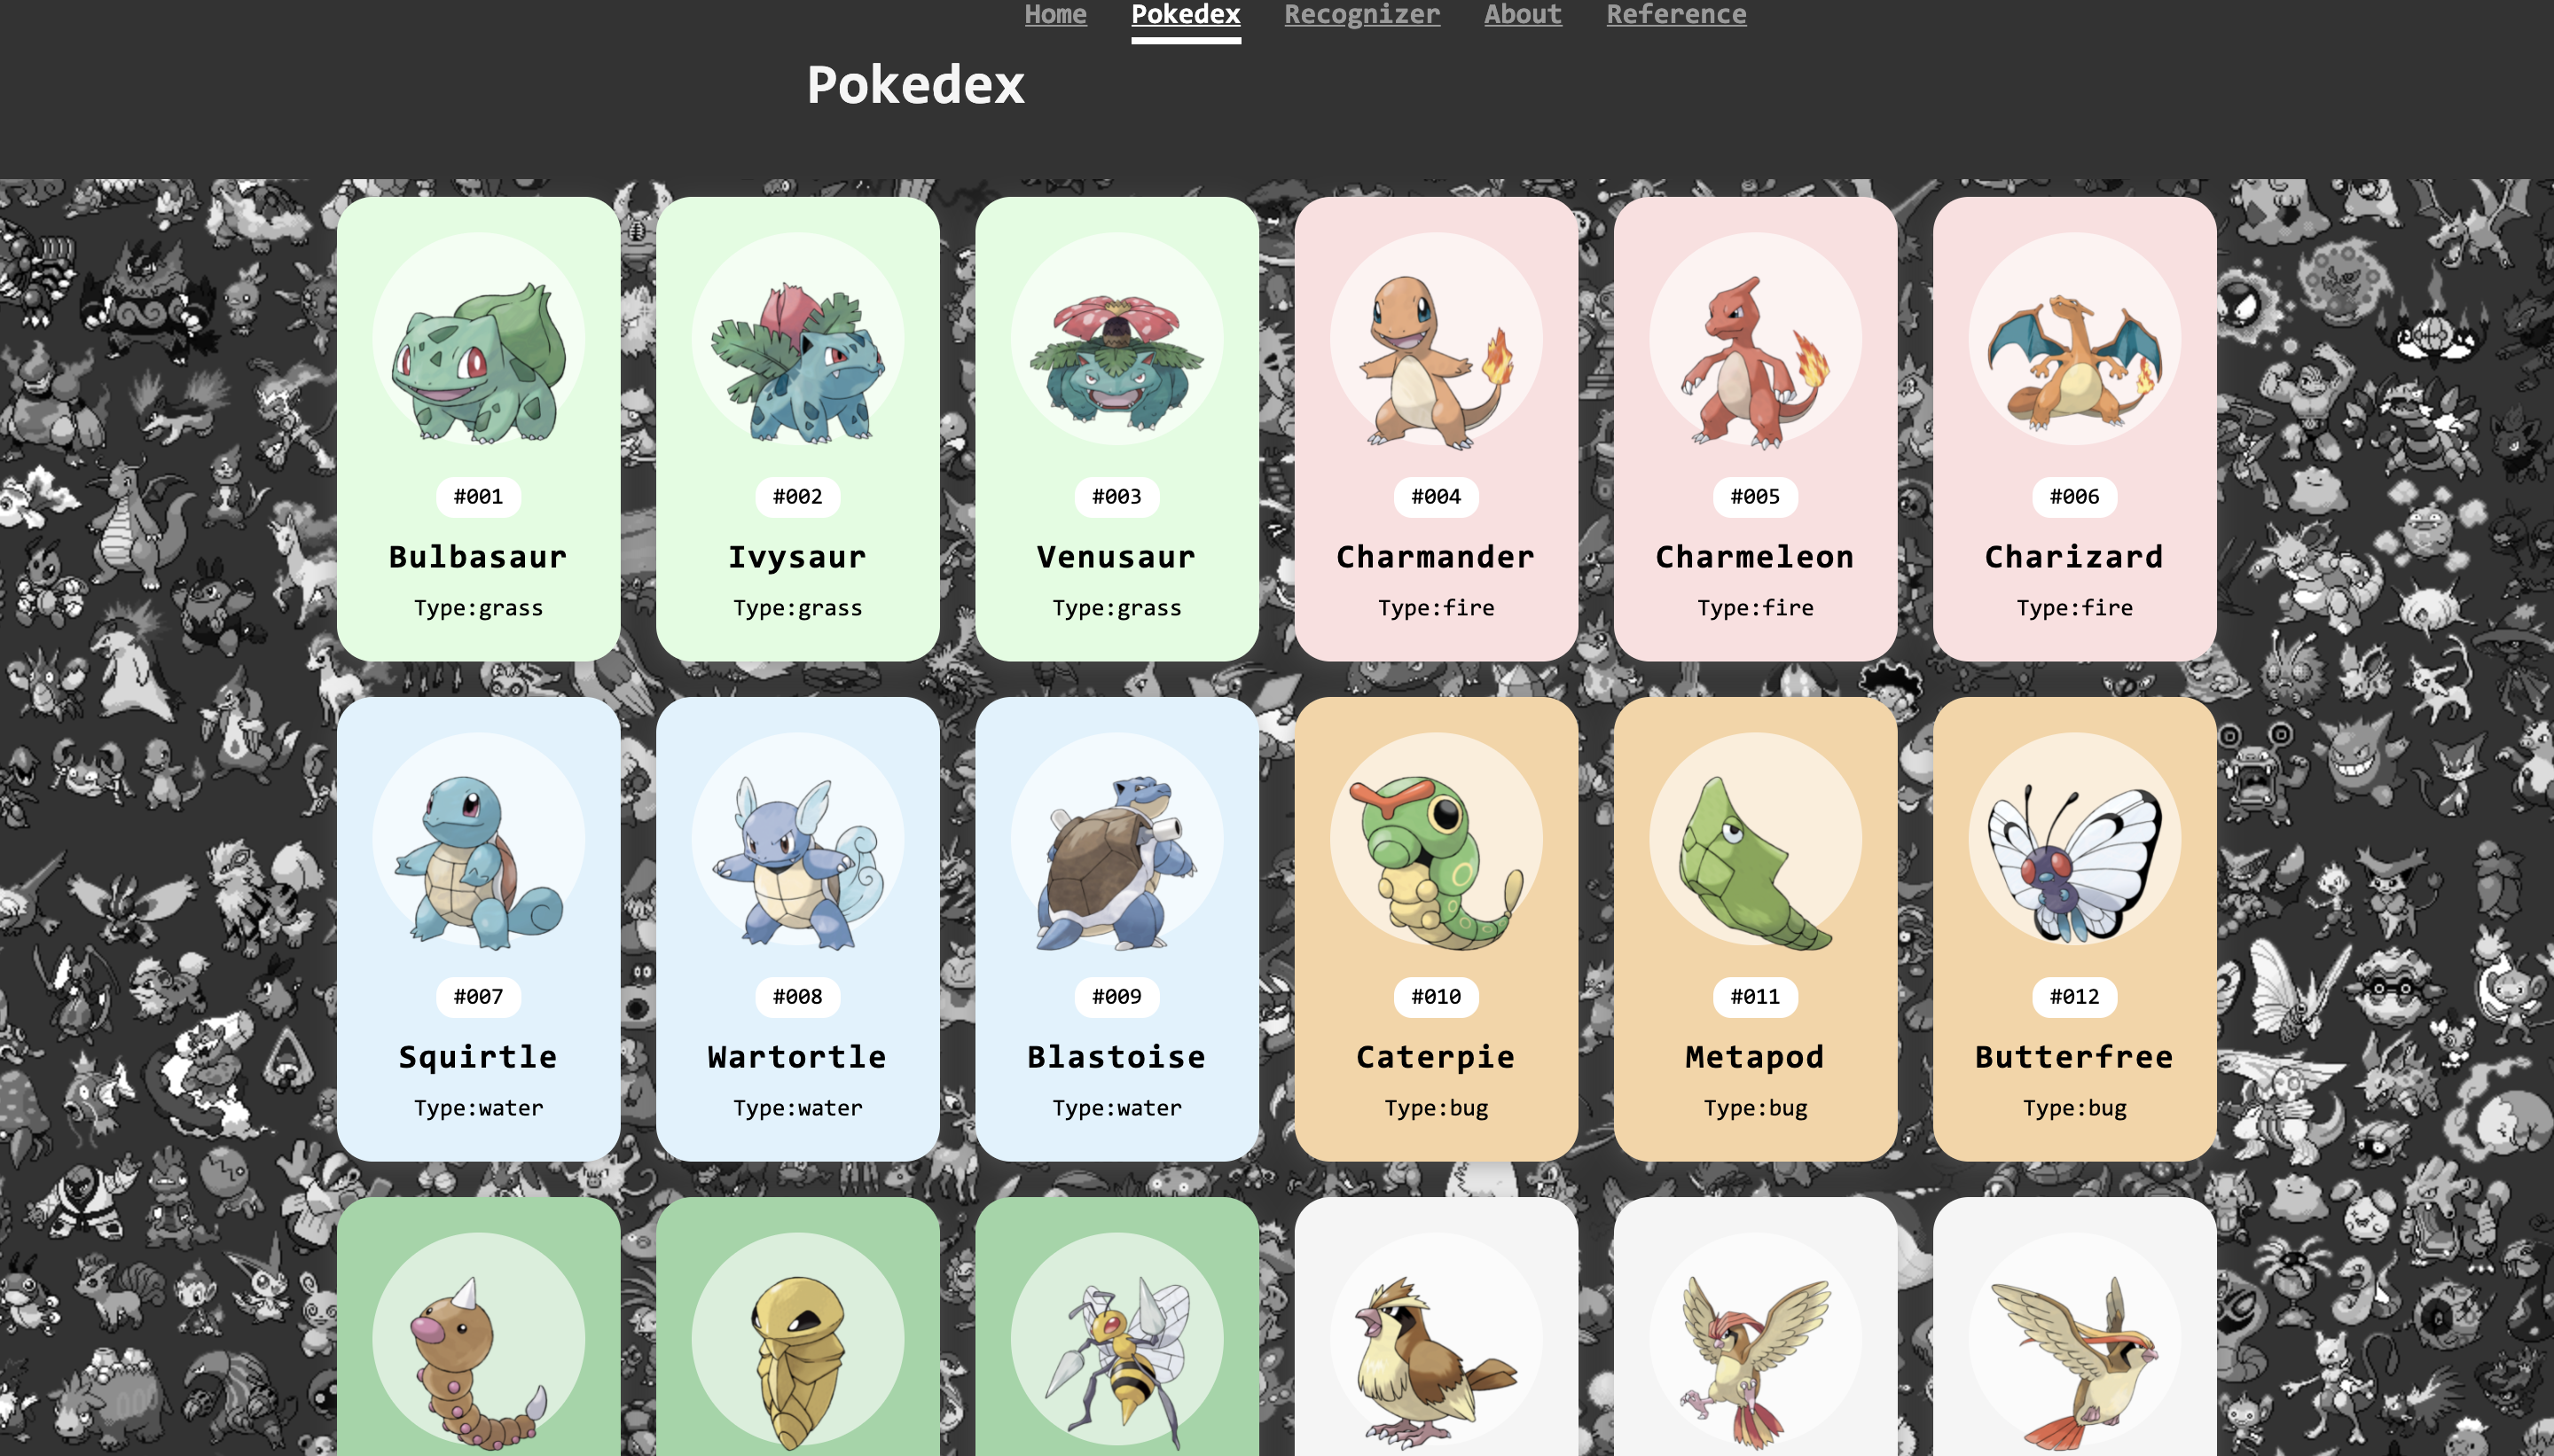 Home Pokedex Recognizer About Reference
Pokedex
#001 #002 #003 #004 #005 #006
Bulbasaur Ivysaur Venusaur Charmander Charmeleon Charizard
Type:grass Type:grass Type:grass Type:fire Type:fire Type:fire
#007 #008 #009 #010 #011 #012
Squirtle Wartortle Blastoise Caterpie Metapod Butterfree
Type:water Type:water Type:water Type:bug Type:bug Type:bug